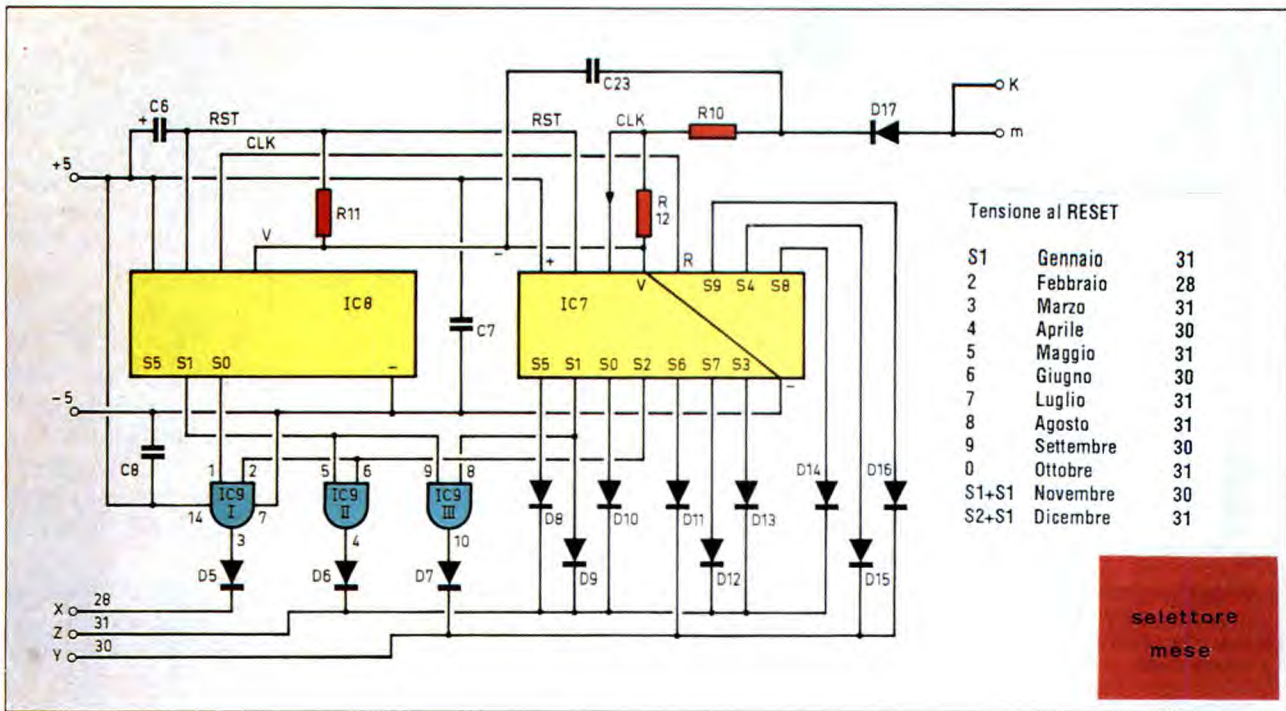 C23
C6
+
RST
RST
CLK
R10
D17
K
m
CLK
+5
R11
R
12
V
–
+
R
V
S9
S4
S8
IC8
C7
IC7
S5
S1
S0
–
S5
S1
S0
S2
S6
S7
S3
–
-5
C8
1
2
5
6
9
8
D14
D16
IC9
I
IC9
II
IC9
III
14
7
D8
D10
D11
D13
3
4
10
D5
D6
D7
D9
D12
D15
X
28
Z
31
Y
30
Tensione al RESET
S1 Gennaio 31
2 Febbraio 28
3 Marzo 31
4 Aprile 30
5 Maggio 31
6 Giugno 30
7 Luglio 31
8 Agosto 31
9 Settembre 30
0 Ottobre 31
S1+S1 Novembre 30
S2+S1 Dicembre 31
selettore
mese